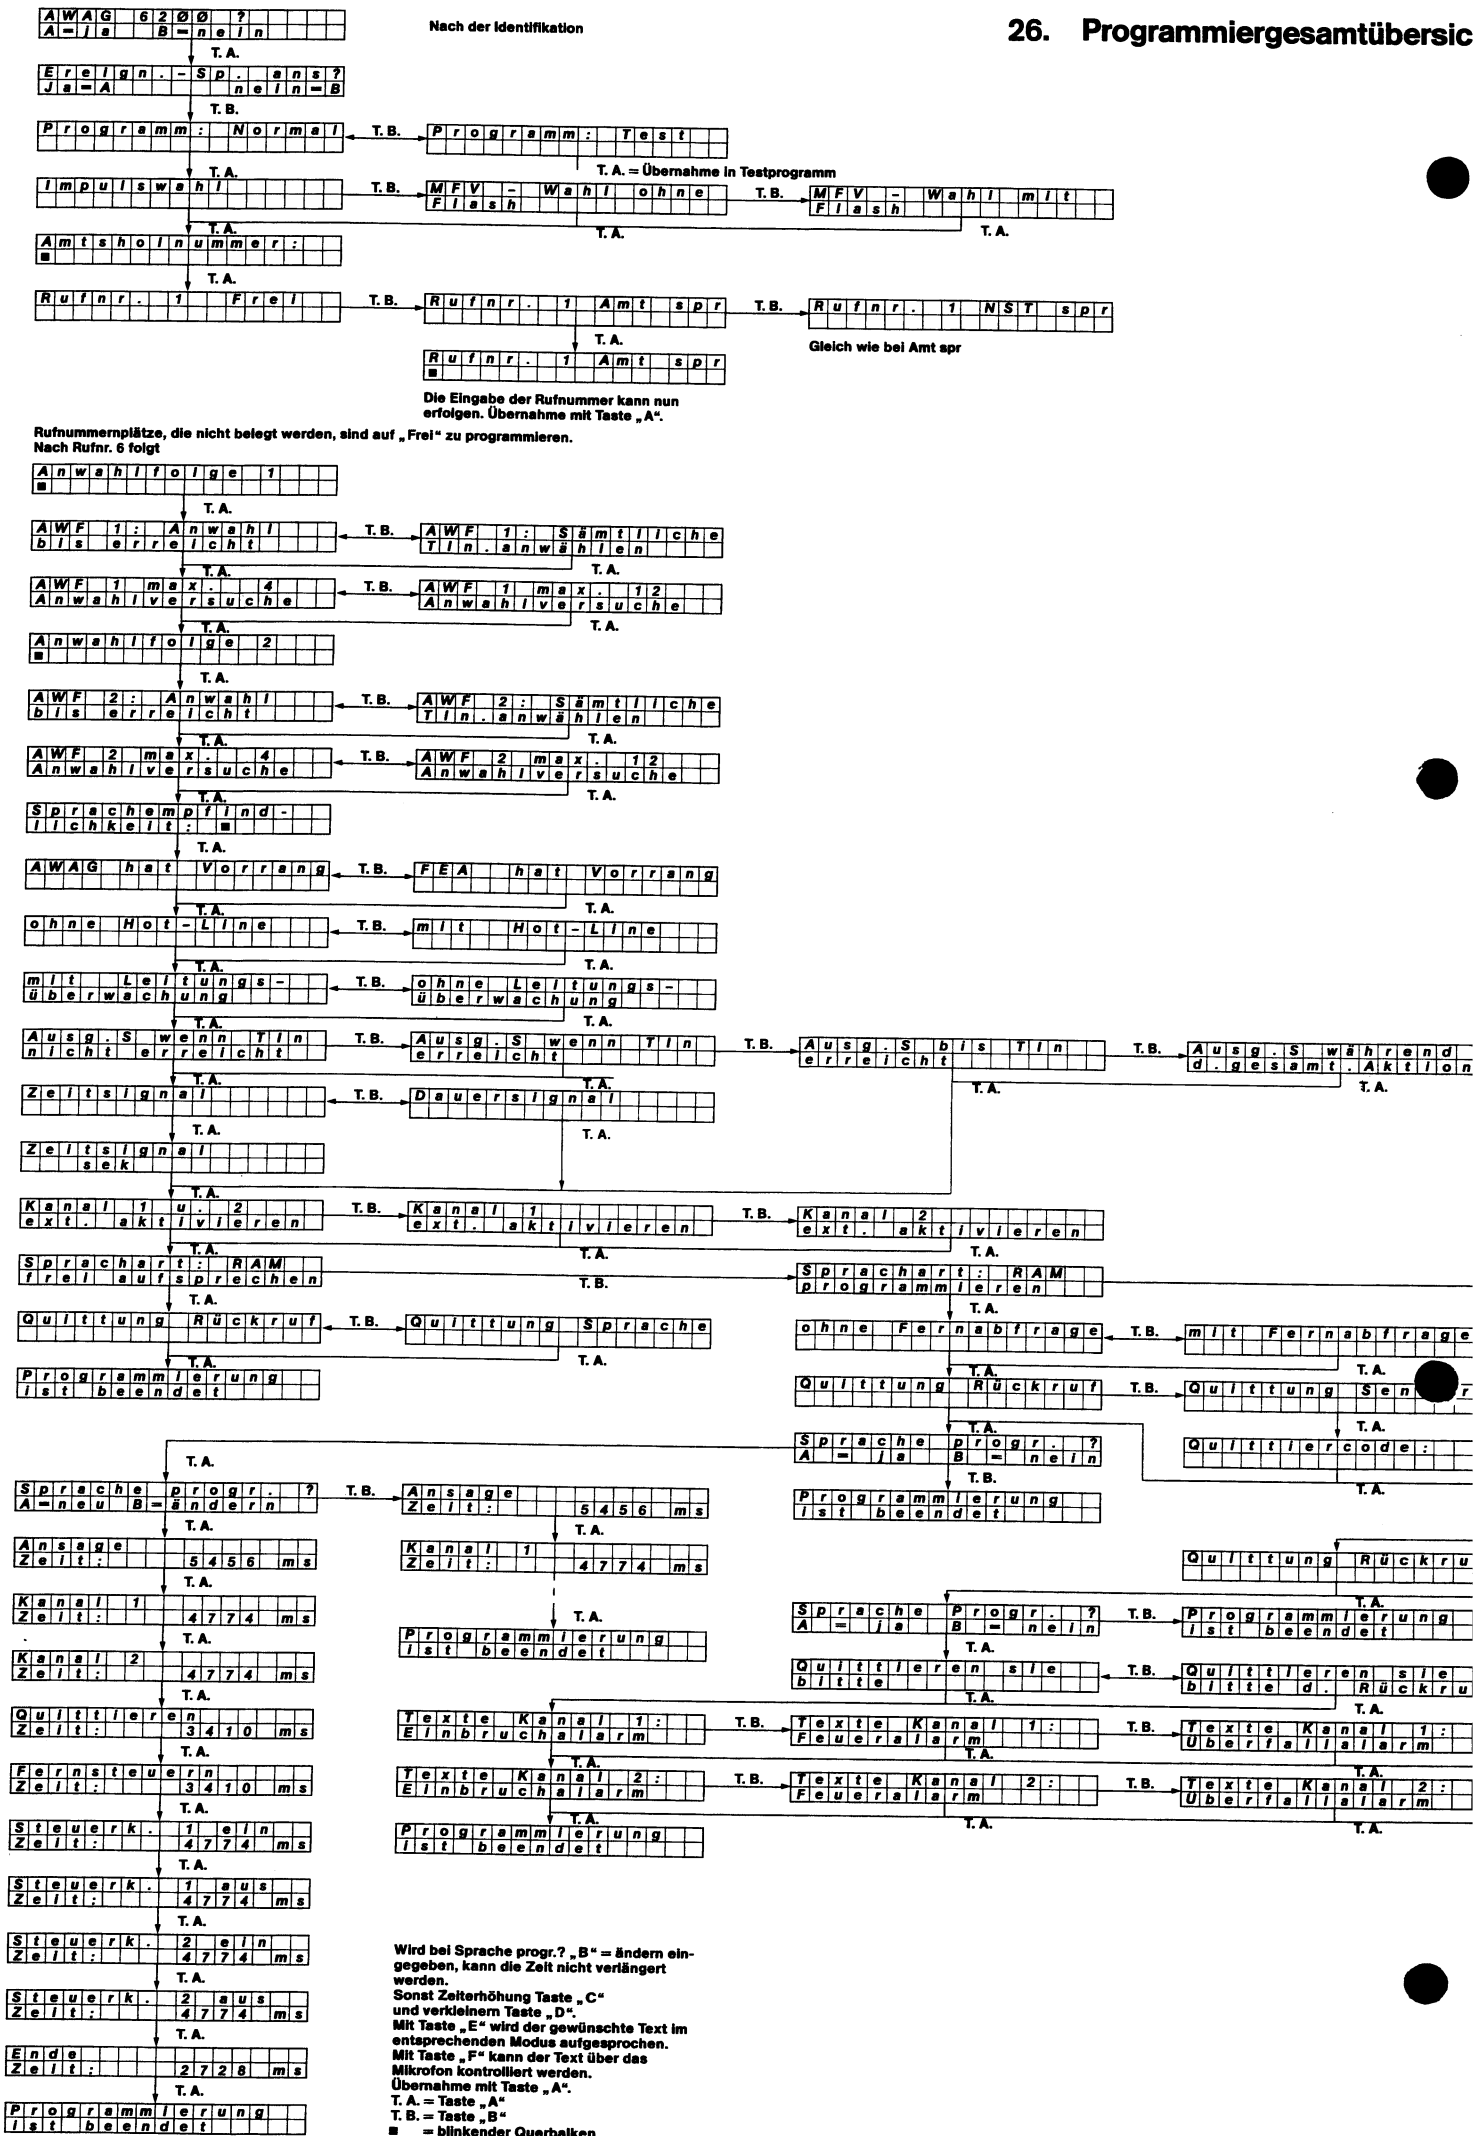 26. Programmiergesamtübersic
Nach der Identifikation
AWAG 62ØØ ?
A=ja B=nein
T. A.
Ereign.-Sp. ans?
Ja=A nein=B
T. B.
Programm: Normal
T. B.
Programm: Test
T. A. = Übernahme in Testprogramm
T. A.
Impulswahl
T. B.
MFV - Wahl ohne
Flash
T. B.
MFV - Wahl mit
Flash
T. A.
T. A.
T. A.
Amtsholnummer:
■
T. A.
Rufnr. 1 Frei
T. B.
Rufnr. 1 Amt spr
T. B.
Rufnr. 1 NST spr
T. A.
Gleich wie bei Amt spr
Rufnr. 1 Amt spr
■
Die Eingabe der Rufnummer kann nun
erfolgen. Übernahme mit Taste „A“.
Rufnummernplätze, die nicht belegt werden, sind auf „Frei“ zu programmieren.
Nach Rufnr. 6 folgt
Anwahlfolge 1
■
T. A.
AWF 1: Anwahl
bis erreicht
T. B.
AWF 1: Sämtliche
Tln.anwählen
T. A.
T. A.
AWF 1 max. 4
Anwahlversuche
T. B.
AWF 1 max. 12
Anwahlversuche
T. A.
T. A.
Anwahlfolge 2
■
T. A.
AWF 2: Anwahl
bis erreicht
T. B.
AWF 2: Sämtliche
Tln.anwählen
T. A.
T. A.
AWF 2 max. 4
Anwahlversuche
T. B.
AWF 2 max. 12
Anwahlversuche
T. A.
T. A.
Sprachempfind-
lichkeit: ■
T. A.
AWAG hat Vorrang
T. B.
FEA hat Vorrang
T. A.
T. A.
ohne Hot-Line
T. B.
mit Hot-Line
T. A.
T. A.
mit Leitungs-
überwachung
T. B.
ohne Leitungs-
überwachung
T. A.
T. A.
Ausg.S wenn Tln
nicht erreicht
T. B.
Ausg.S wenn Tln
erreicht
T. B.
Ausg.S bis Tln
erreicht
T. B.
Ausg.S während
d.gesamt.Aktion
T. A.
T. A.
T. A.
T. A.
Zeitsignal
T. B.
Dauersignal
T. A.
T. A.
Zeitsignal
sek
T. A.
Kanal 1 u. 2
ext. aktivieren
T. B.
Kanal 1
ext. aktivieren
T. B.
Kanal 2
ext. aktivieren
T. A.
T. A.
T. A.
Sprachart: RAM
frei aufsprechen
T. B.
Sprachart: RAM
programmieren
T. A.
T. A.
Quittung Rückruf
T. B.
Quittung Sprache
ohne Fernabfrage
T. B.
mit Fernabfrage
T. A.
T. A.
T. A.
T. A.
Programmierung
ist beendet
Quittung Rückruf
T. B.
Quittung Sen r
T. A.
T. A.
Sprache progr. ?
A = ja B = nein
Quittiercode:
T. A.
T. B.
T. A.
Sprache progr. ?
A=neu B=ändern
T. B.
Ansage
Zeit: 5456 ms
Programmierung
ist beendet
T. A.
T. A.
Ansage
Zeit: 5456 ms
Kanal 1
Zeit: 4774 ms
Quittung Rückru
T. A.
T. A.
Kanal 1
Zeit: 4774 ms
T. A.
Sprache Progr. ?
A = ja B = nein
T. B.
Programmierung
ist beendet
T. A.
Programmierung
ist beendet
T. A.
Kanal 2
Zeit: 4774 ms
Quittieren sie
bitte
T. B.
Quittieren sie
bitte d. Rückru
T. A.
T. A.
T. A.
Quittieren
Zeit: 3410 ms
Texte Kanal 1:
Einbruchalarm
T. B.
Texte Kanal 1:
Feueralarm
T. B.
Texte Kanal 1:
Überfallalarm
T. A.
T. A.
T. A.
T. A.
Fernsteuern
Zeit: 3410 ms
Texte Kanal 2:
Einbruchalarm
T. B.
Texte Kanal 2:
Feueralarm
T. B.
Texte Kanal 2:
Überfallalarm
T. A.
T. A.
T. A.
T. A.
Steuerk. 1 ein
Zeit: 4774 ms
Programmierung
ist beendet
T. A.
Steuerk. 1 aus
Zeit: 4774 ms
T. A.
Steuerk. 2 ein
Zeit: 4774 ms
T. A.
Steuerk. 2 aus
Zeit: 4774 ms
T. A.
Ende
Zeit: 2728 ms
T. A.
Programmierung
ist beendet
Wird bei Sprache progr.? „B“ = ändern ein-
gegeben, kann die Zeit nicht verlängert
werden.
Sonst Zeiterhöhung Taste „C“
und verkleinern Taste „D“.
Mit Taste „E“ wird der gewünschte Text im
entsprechenden Modus aufgesprochen.
Mit Taste „F“ kann der Text über das
Mikrofon kontrolliert werden.
Übernahme mit Taste „A“.
T. A. = Taste „A“
T. B. = Taste „B“
■ = blinkender Querbalken